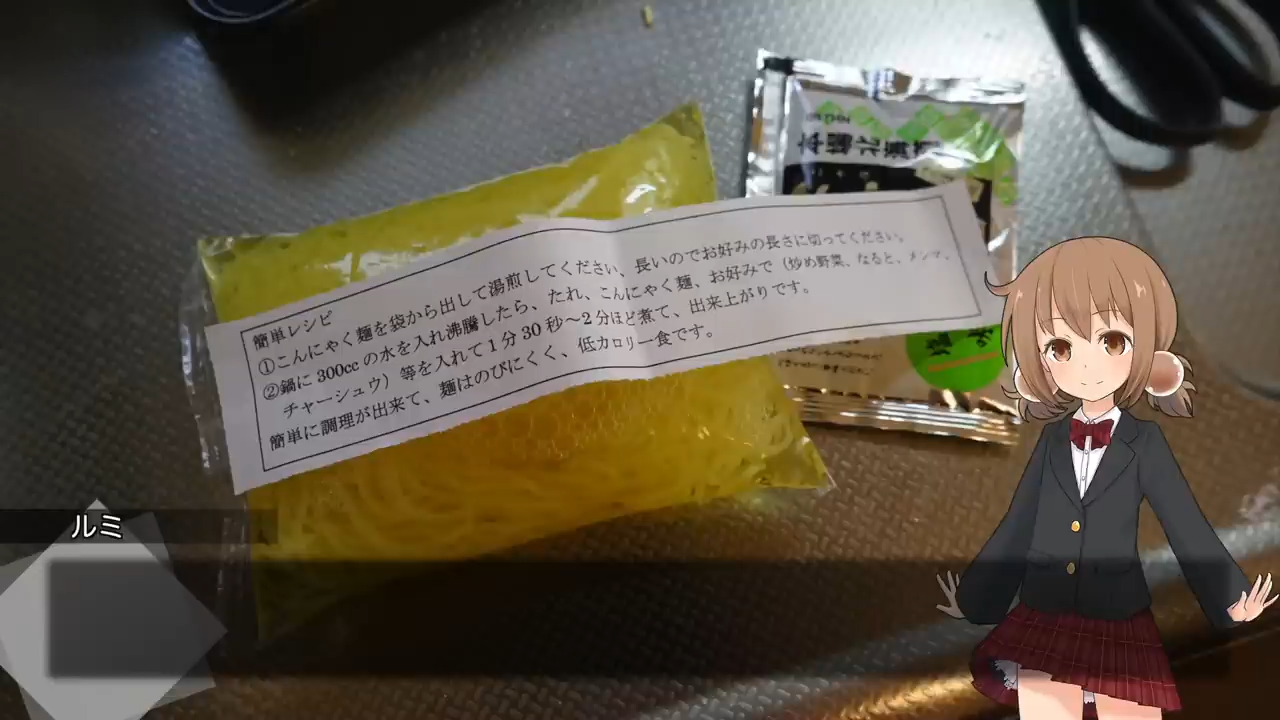 本場北海道
簡単レシピ
①こんにゃく麺を袋から出して湯煎してください、長いのでお好みの長さに切ってください。
②鍋に 300cc の水を入れ沸騰したら、たれ、こんにゃく麺、お好みで（炒め野菜、なると、メンマ、
チャーシュウ）等を入れて 1 分 30 秒～2 分ほど煮て、出来上がりです。
簡単に調理が出来て、麺はのびにくく、低カロリー食です。
塩味
ルミ